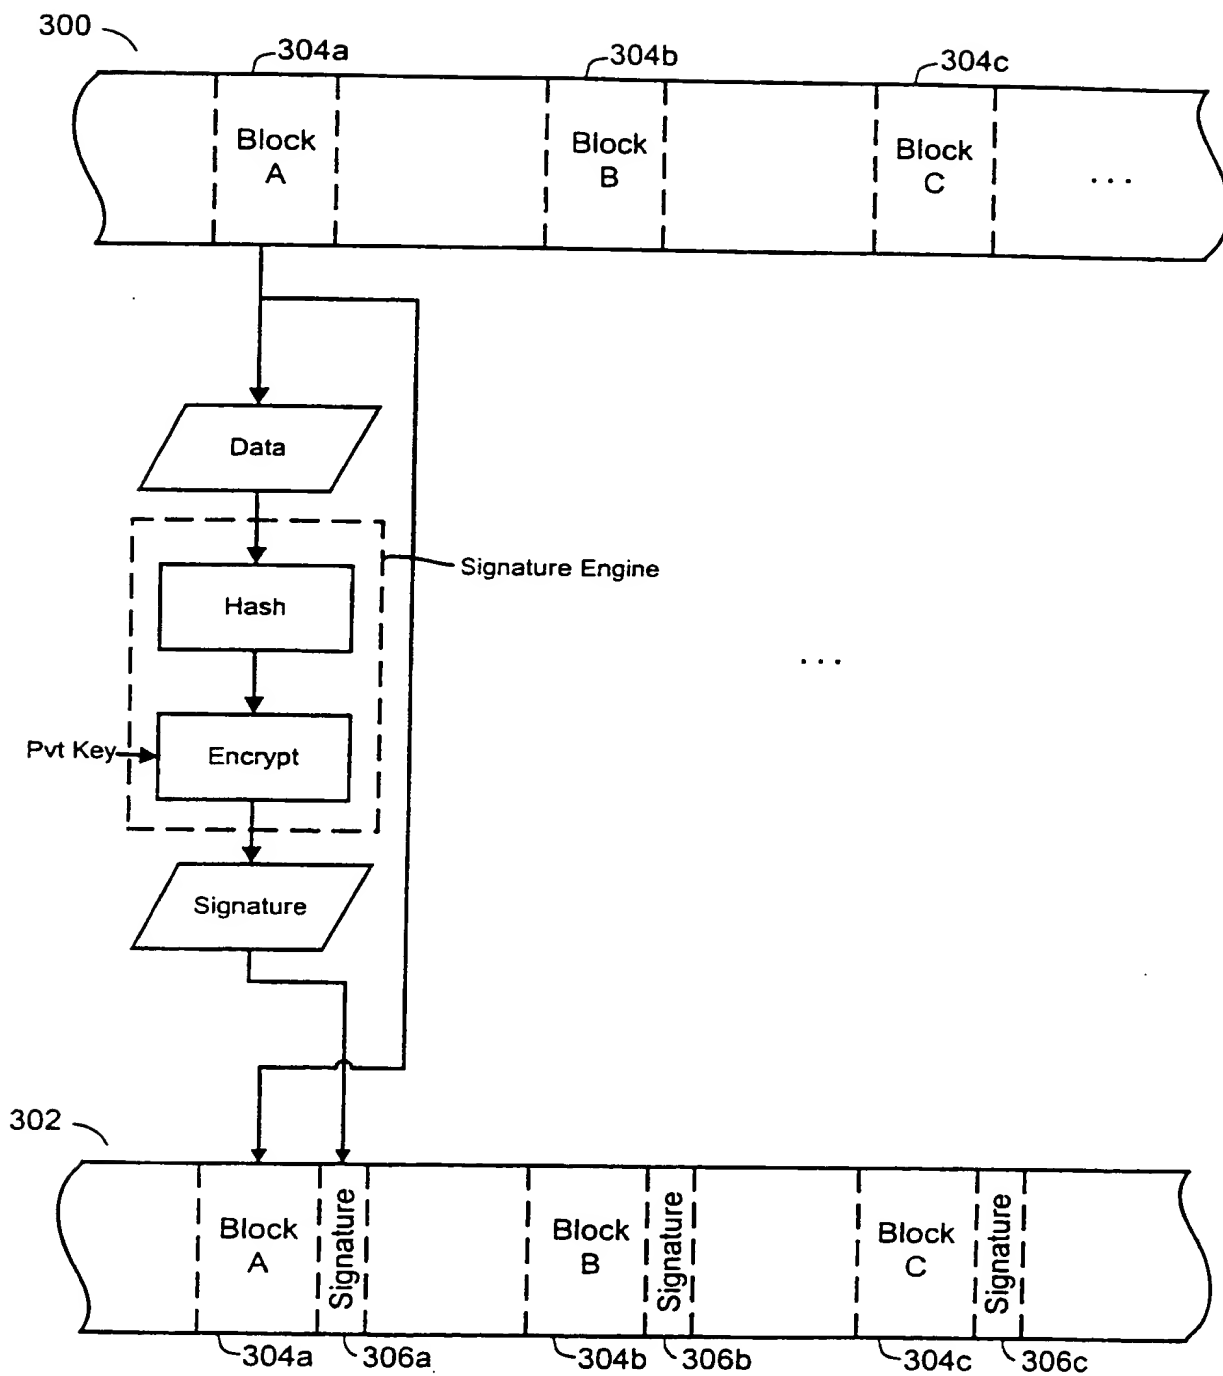 300
304a
304b
304c
Block
A
Block
B
Block
C
...
Data
Signature Engine
Hash
...
Pvt Key
Encrypt
Signature
302
Block
A
Signature
Block
B
Signature
Block
C
Signature
304a
306a
304b
306b
304c
306c